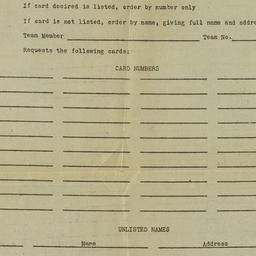 If card desired is listed, order by number only
If card is not listed, order by name, giving full name and addre
Team Member Team No.
Requests the following cards:
CARD NUMBERS
UNLISTED NAMES
Name Address